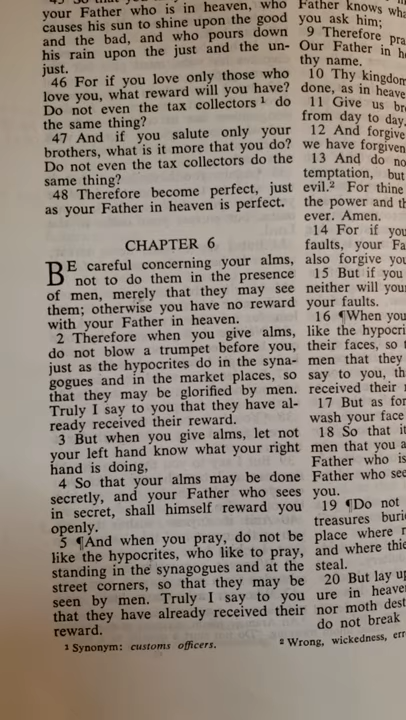 your Father who is in heaven, who
causes his sun to shine upon the good
and the bad, and who pours down
his rain upon the just and the un-
just.
46 For if you love only those who
love you, what reward will you have?
Do not even the tax collectors ¹ do
the same thing?
47 And if you salute only your
brothers, what is it more that you do?
Do not even the tax collectors do the
same thing?
48 Therefore become perfect, just
as your Father in heaven is perfect.
CHAPTER 6
BE careful concerning your alms,
not to do them in the presence
of men, merely that they may see
them; otherwise you have no reward
with your Father in heaven.
2 Therefore when you give alms,
do not blow a trumpet before you,
just as the hypocrites do in the syna-
gogues and in the market places, so
that they may be glorified by men.
Truly I say to you that they have al-
ready received their reward.
3 But when you give alms, let not
your left hand know what your right
hand is doing,
4 So that your alms may be done
secretly, and your Father who sees
in secret, shall himself reward you
openly.
5 ¶And when you pray, do not be
like the hypocrites, who like to pray,
standing in the synagogues and at the
street corners, so that they may be
seen by men. Truly I say to you
that they have already received their
reward.
¹ Synonym: customs officers.
Father knows
you ask him;
9 Therefore
Our Father in
thy name.
10 Thy kingdom
done, as in
11 Give us
from day to day.
12 And forgive
we have forgiven
13 And do
temptation, but
evil.² For thine
the power and
ever. Amen.
14 For if you
faults, your
also forgive
15 But if you
neither will
your faults.
16 ¶When you
like the
their faces, so
men that they
say to you,
received their
17 But as for
wash your face
18 So that
men that you
Father who is
Father who
you.
19 ¶Do not
treasures
place where
and where
steal.
20 But lay up
ure in
nor moth
do not break
² Wrong, wickedness,